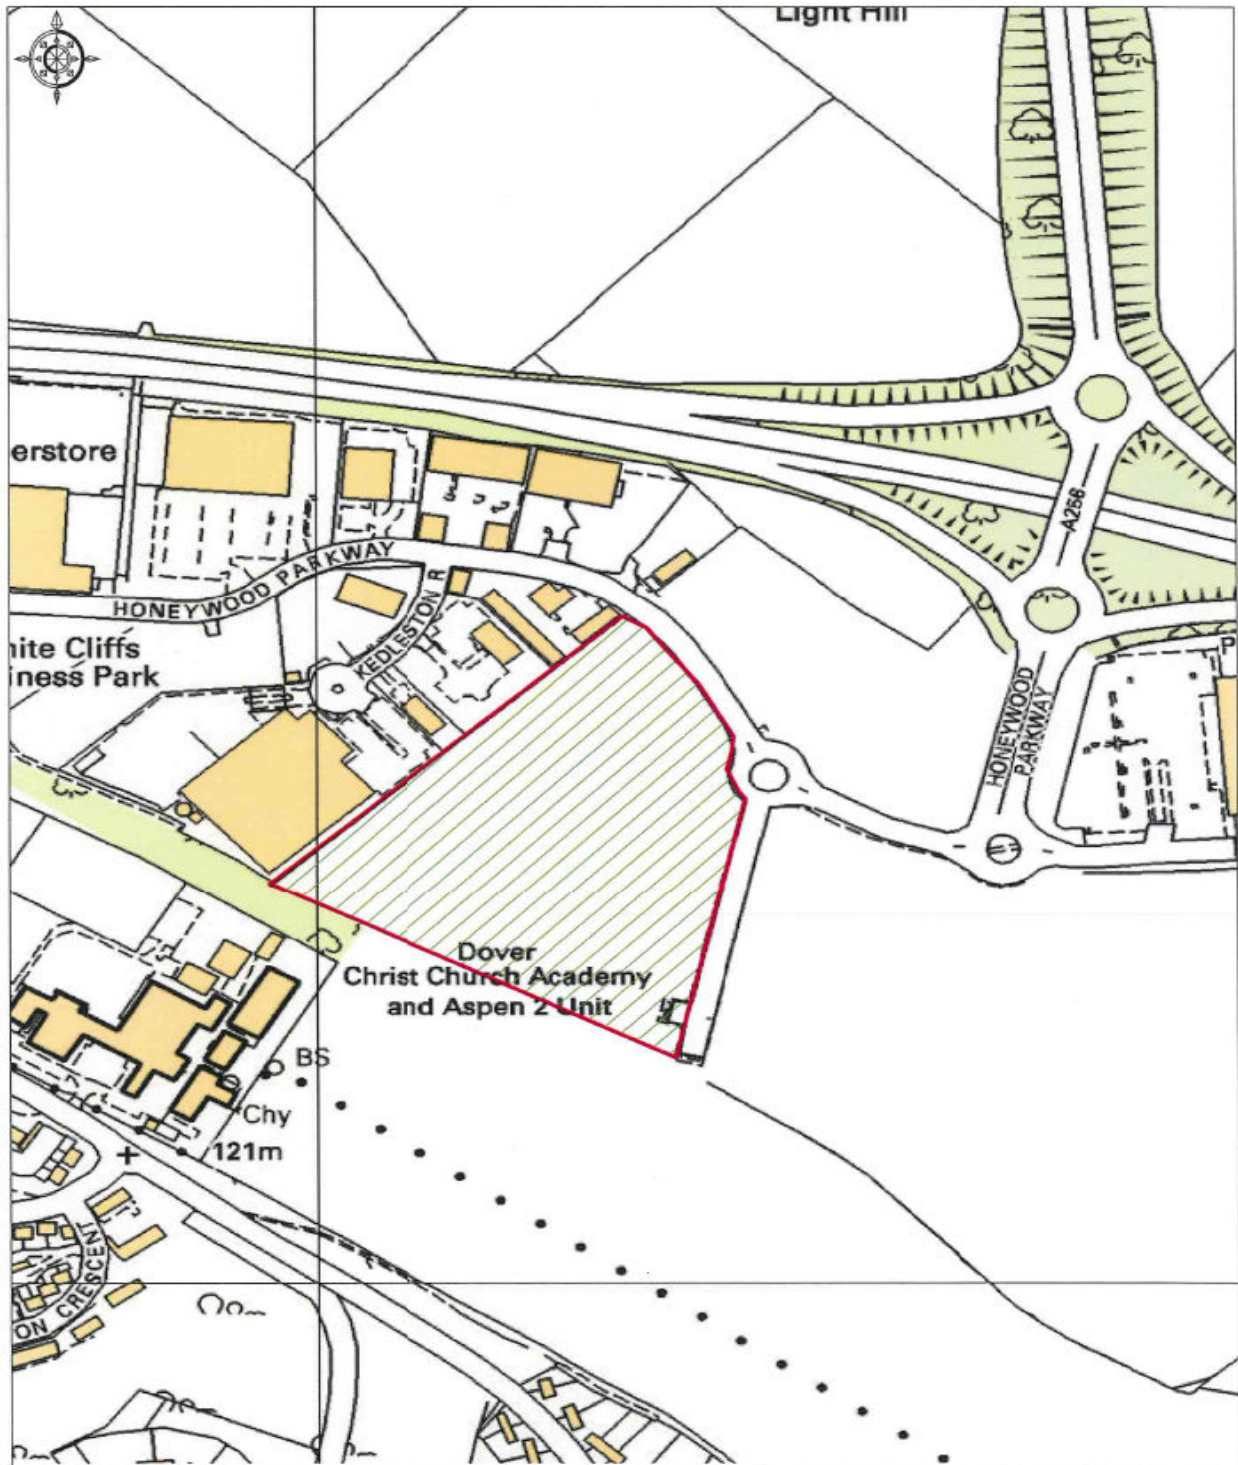 Light Hill
erstore
A256
HONEYWOOD PARKWAY
KEDLESTON R
hite Cliffs
iness Park
P
HONEYWOOD
PARKWAY
Dover
Christ Church Academy
and Aspen 2 Unit
BS
Chy
121m
ON CRESCENT